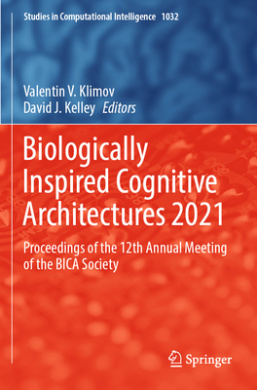 Studies in Computational Intelligence 1032
Valentin V. Klimov
David J. Kelley Editors
Biologically
Inspired Cognitive
Architectures 2021
Proceedings of the 12th Annual Meeting
of the BICA Society
Springer